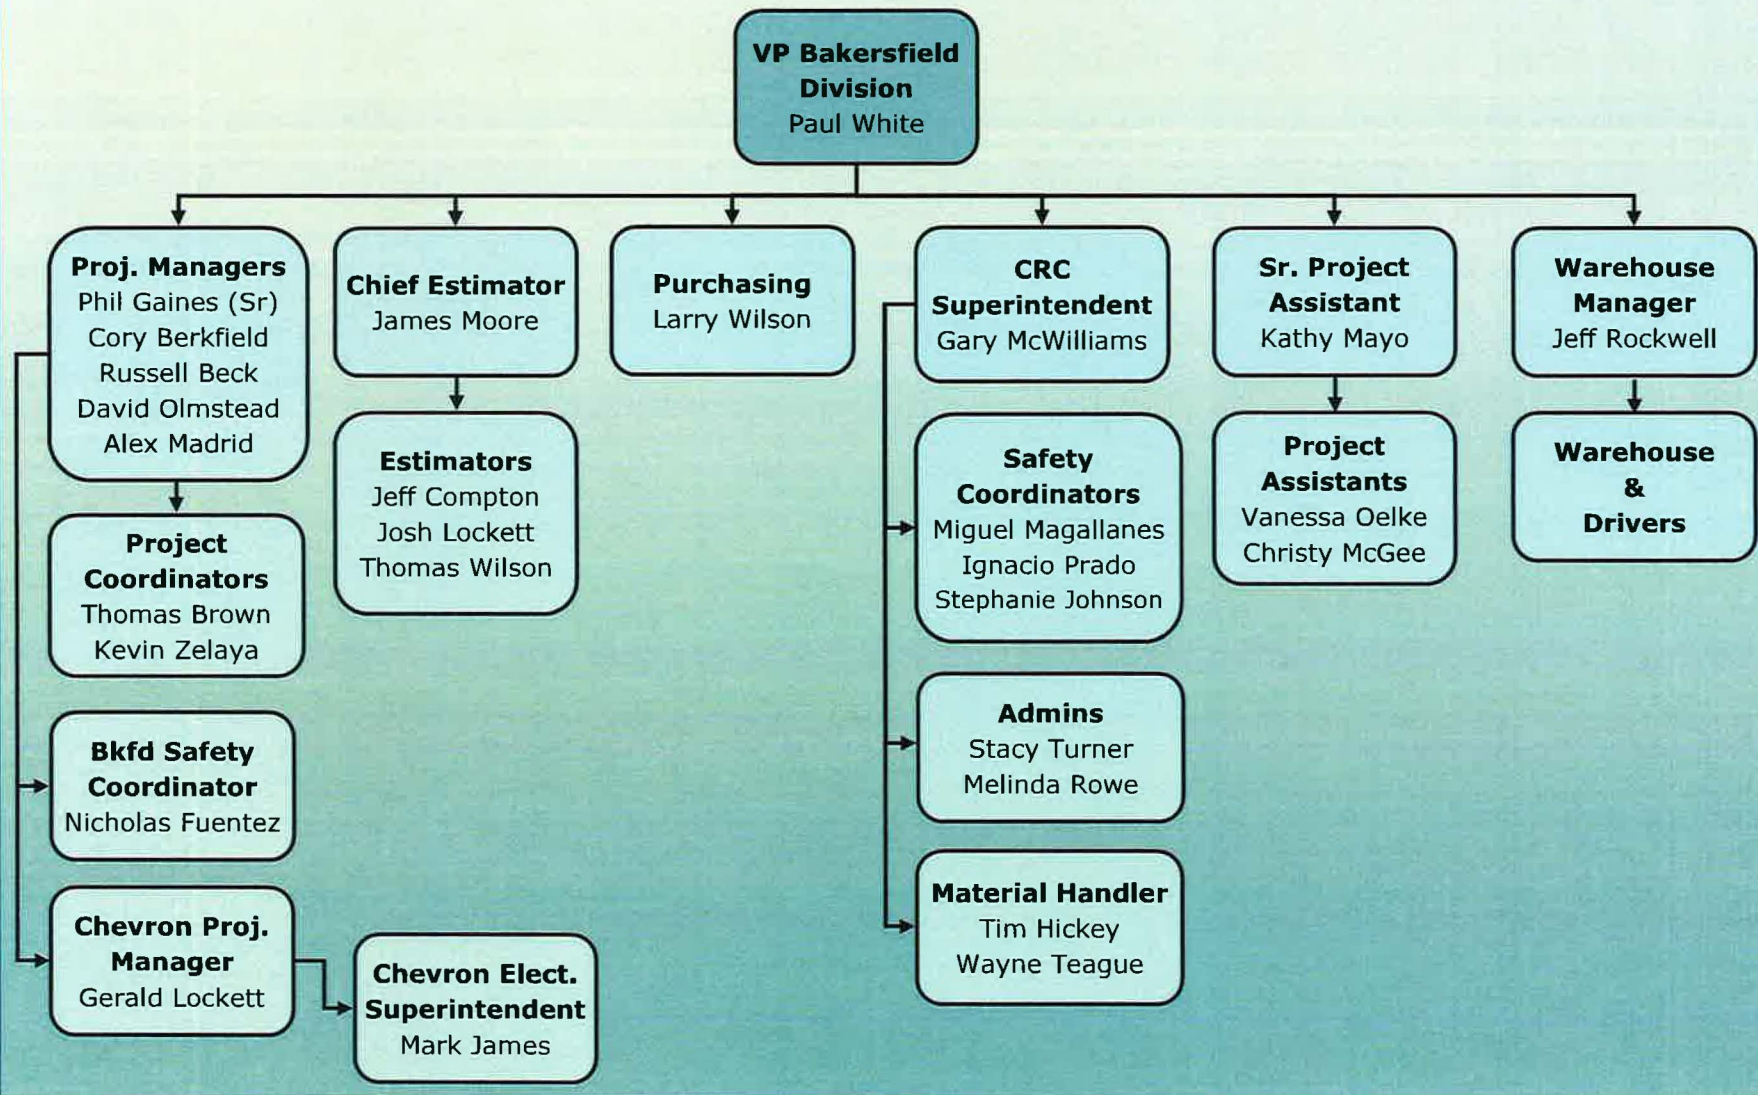 VP Bakersfield
Division
Paul White
Proj. Managers
Phil Gaines (Sr)
Cory Berkfield
Russell Beck
David Olmstead
Alex Madrid
Project
Coordinators
Thomas Brown
Kevin Zelaya
Bkfd Safety
Coordinator
Nicholas Fuentez
Chevron Proj.
Manager
Gerald Lockett
Chevron Elect.
Superintendent
Mark James
Chief Estimator
James Moore
Estimators
Jeff Compton
Josh Lockett
Thomas Wilson
Purchasing
Larry Wilson
CRC
Superintendent
Gary McWilliams
Safety
Coordinators
Miguel Magallanes
Ignacio Prado
Stephanie Johnson
Admins
Stacy Turner
Melinda Rowe
Material Handler
Tim Hickey
Wayne Teague
Sr. Project
Assistant
Kathy Mayo
Project
Assistants
Vanessa Oelke
Christy McGee
Warehouse
Manager
Jeff Rockwell
Warehouse
&
Drivers